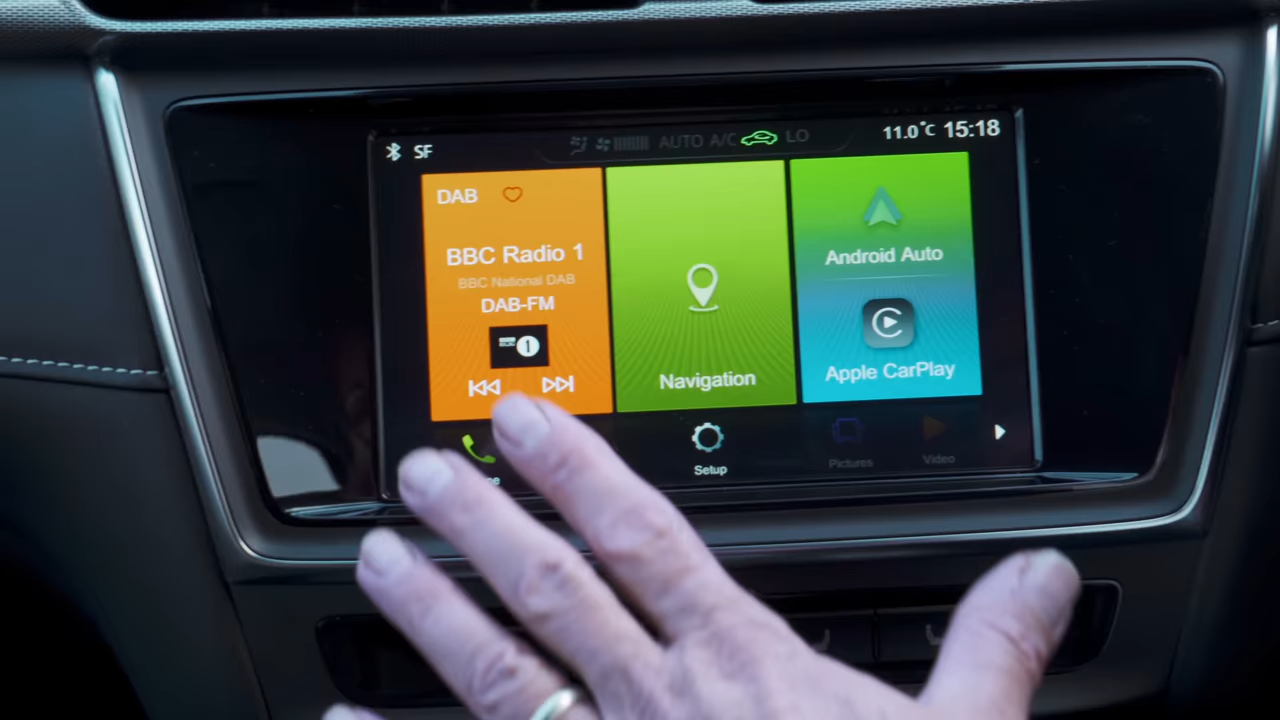 SF
AUTO A/C LO
11.0°C 15:18
DAB
BBC Radio 1
BBC National DAB
DAB-FM
1
Navigation
Android Auto
Apple CarPlay
Setup
Pictures
Video